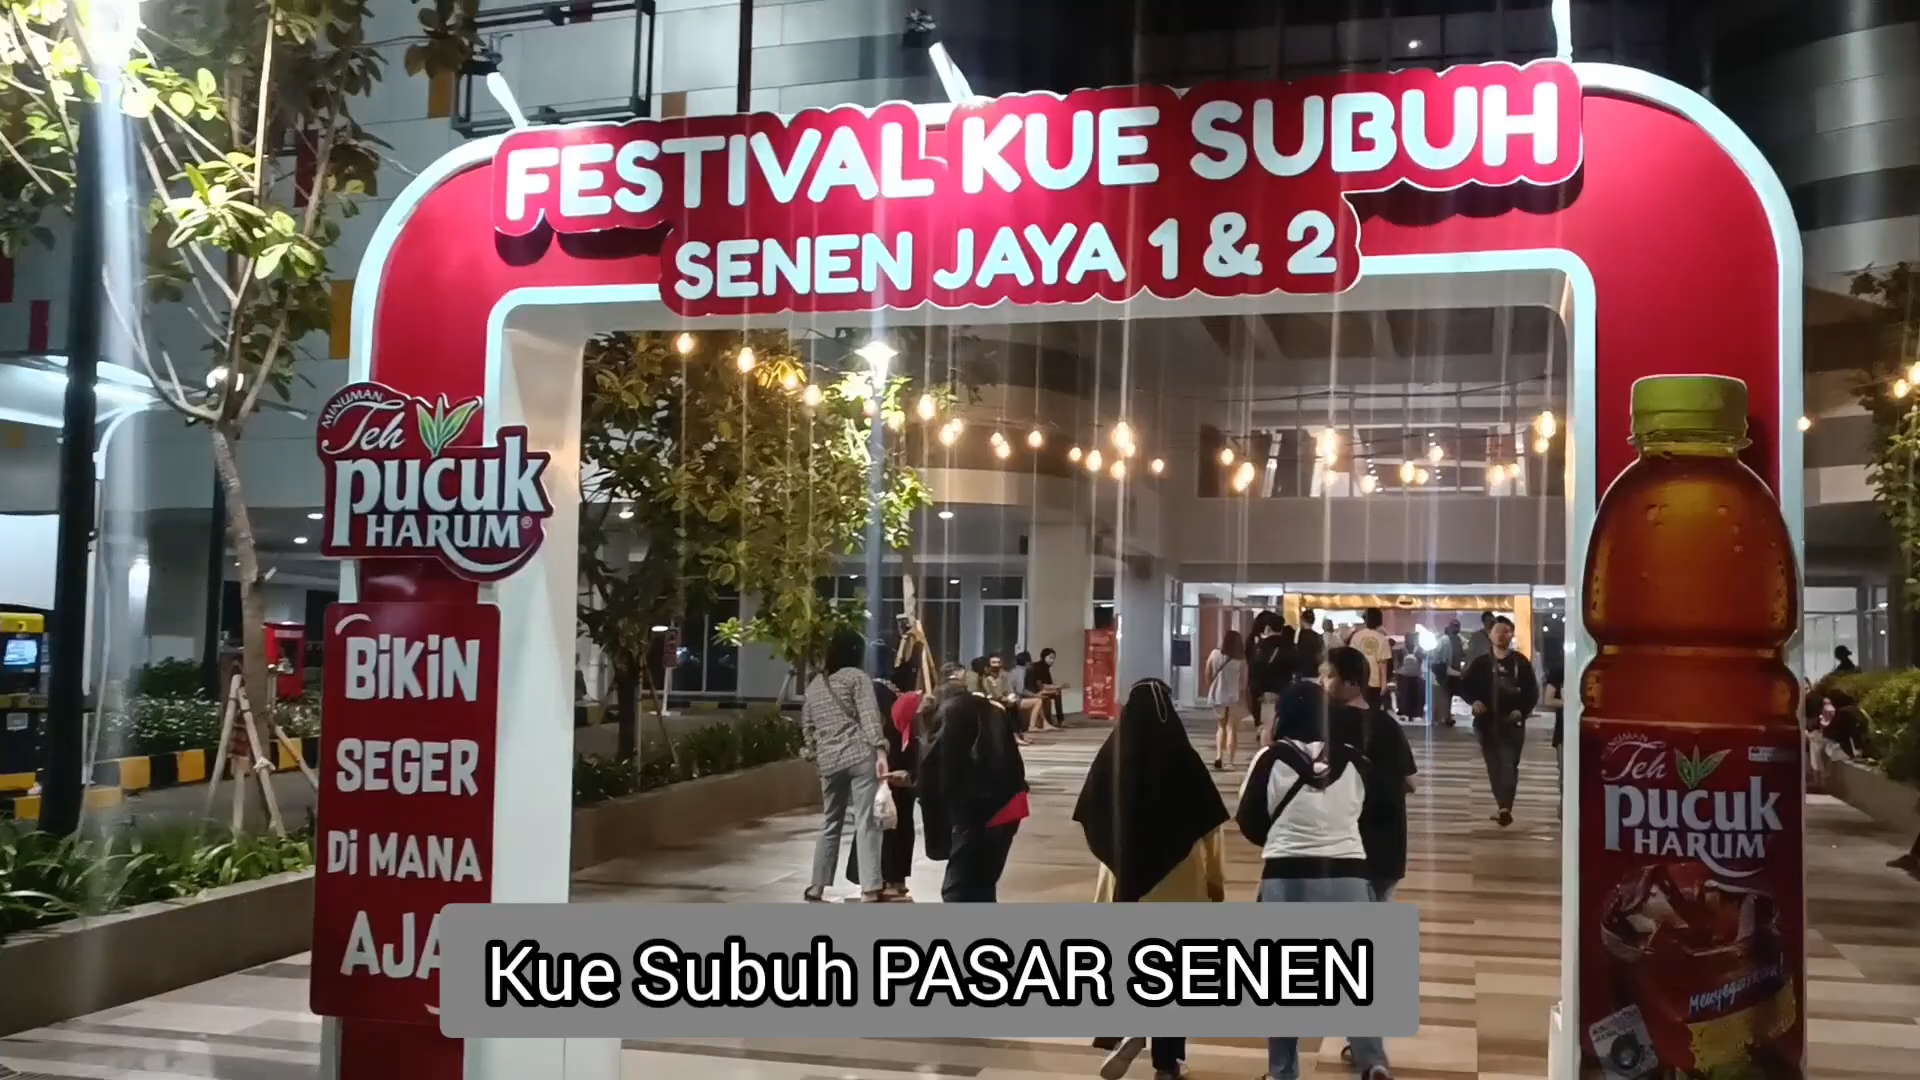 FESTIVAL KUE SUBUH
SENEN JAYA 1 & 2
MINUMAN
Teh
pucuk
HARUM®
BiKiN
SEGER
Di MANA
AJA
MINUMAN
Teh
pucuk
HARUM
Menyegarkan!
Kue Subuh PASAR SENEN